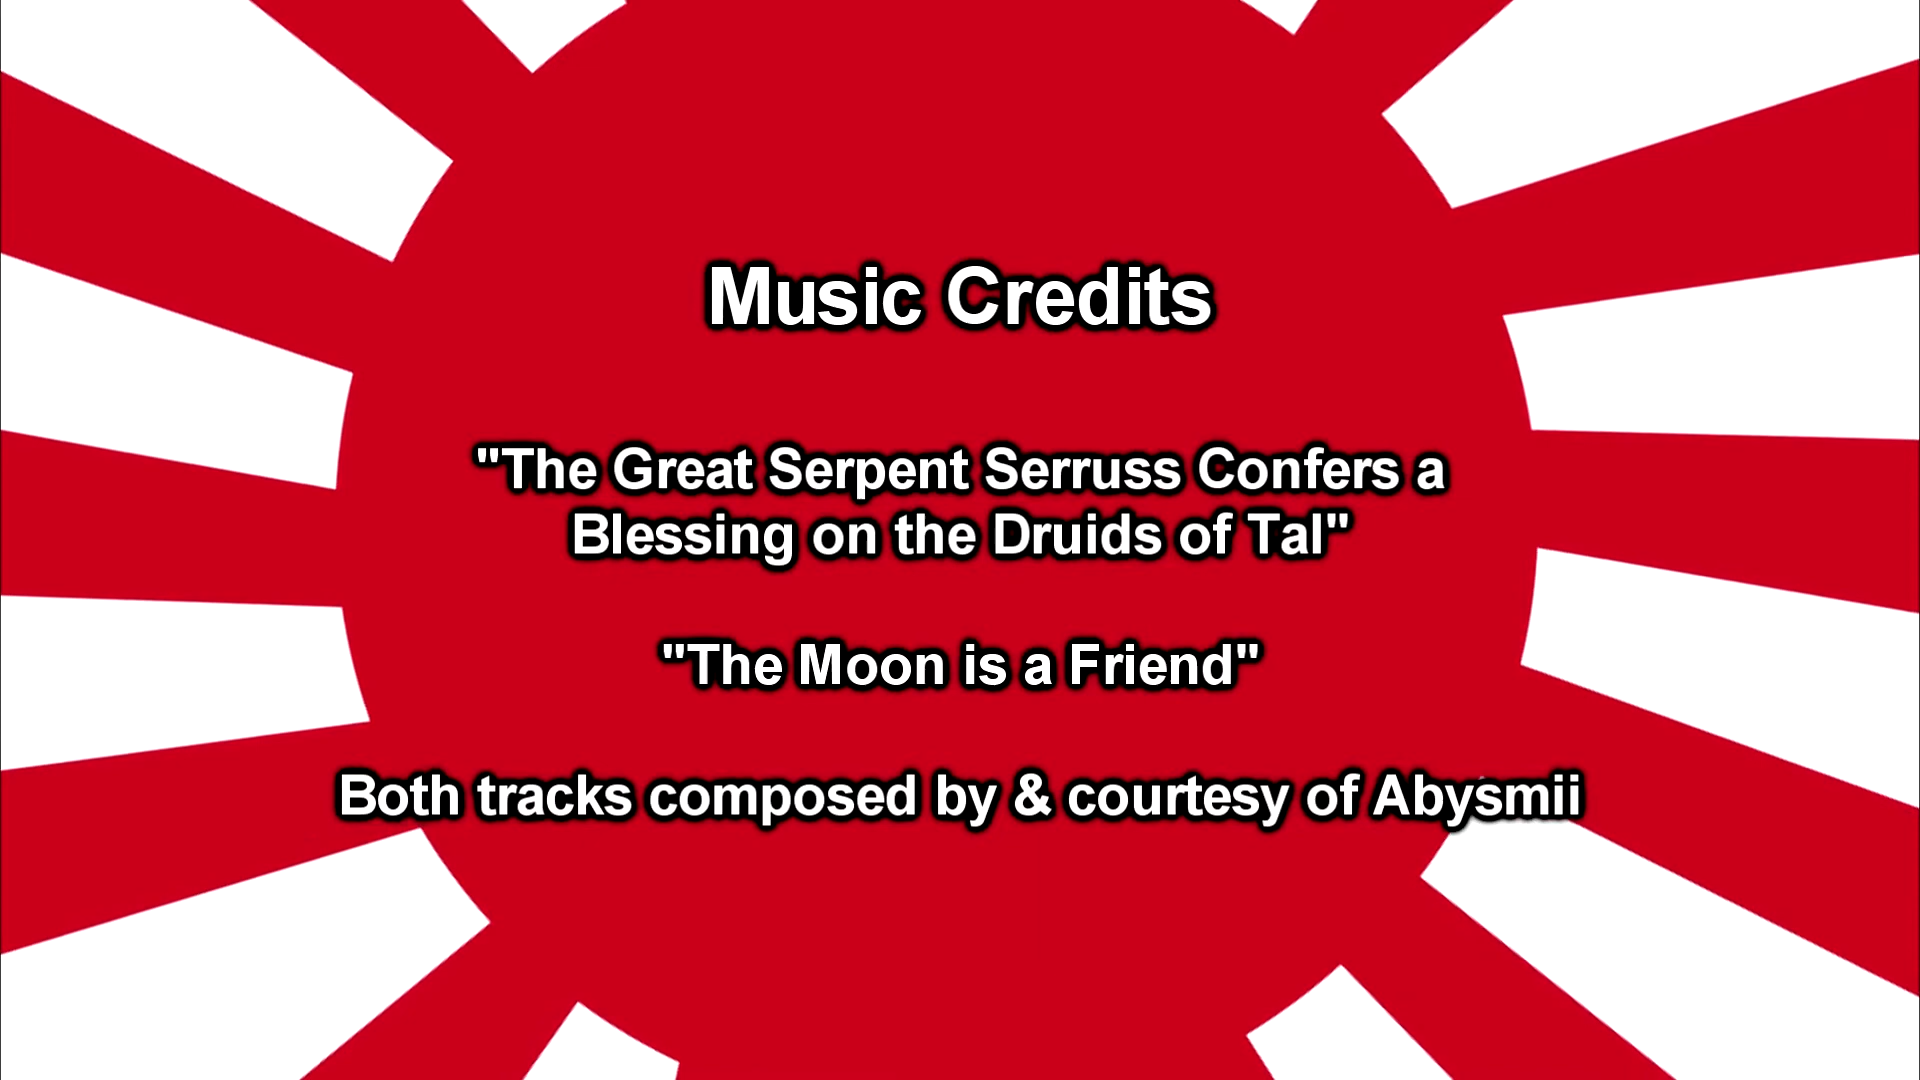 Music Credits
"The Great Serpent Serruss Confers a
Blessing on the Druids of Tal"
"The Moon is a Friend"
Both tracks composed by & courtesy of Abysmii